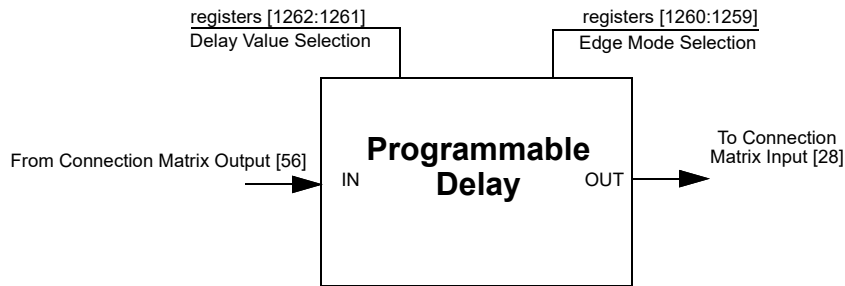 registers [1262:1261]
Delay Value Selection
registers [1260:1259]
Edge Mode Selection
From Connection Matrix Output [56]
IN
Programmable
Delay
OUT
To Connection
Matrix Input [28]